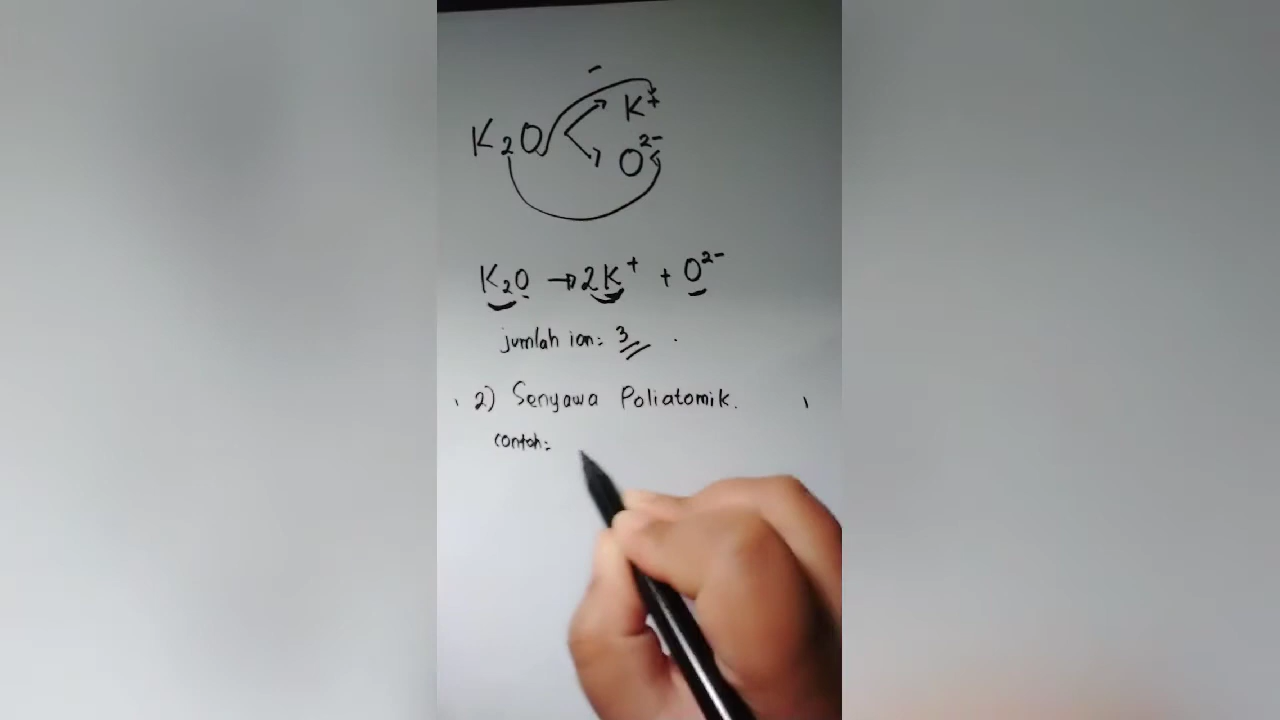 K₂O
K⁺
O²⁻
K₂O → 2K⁺ + O²⁻
jumlah ion: 3
2) Senyawa Poliatomik.
Contoh: